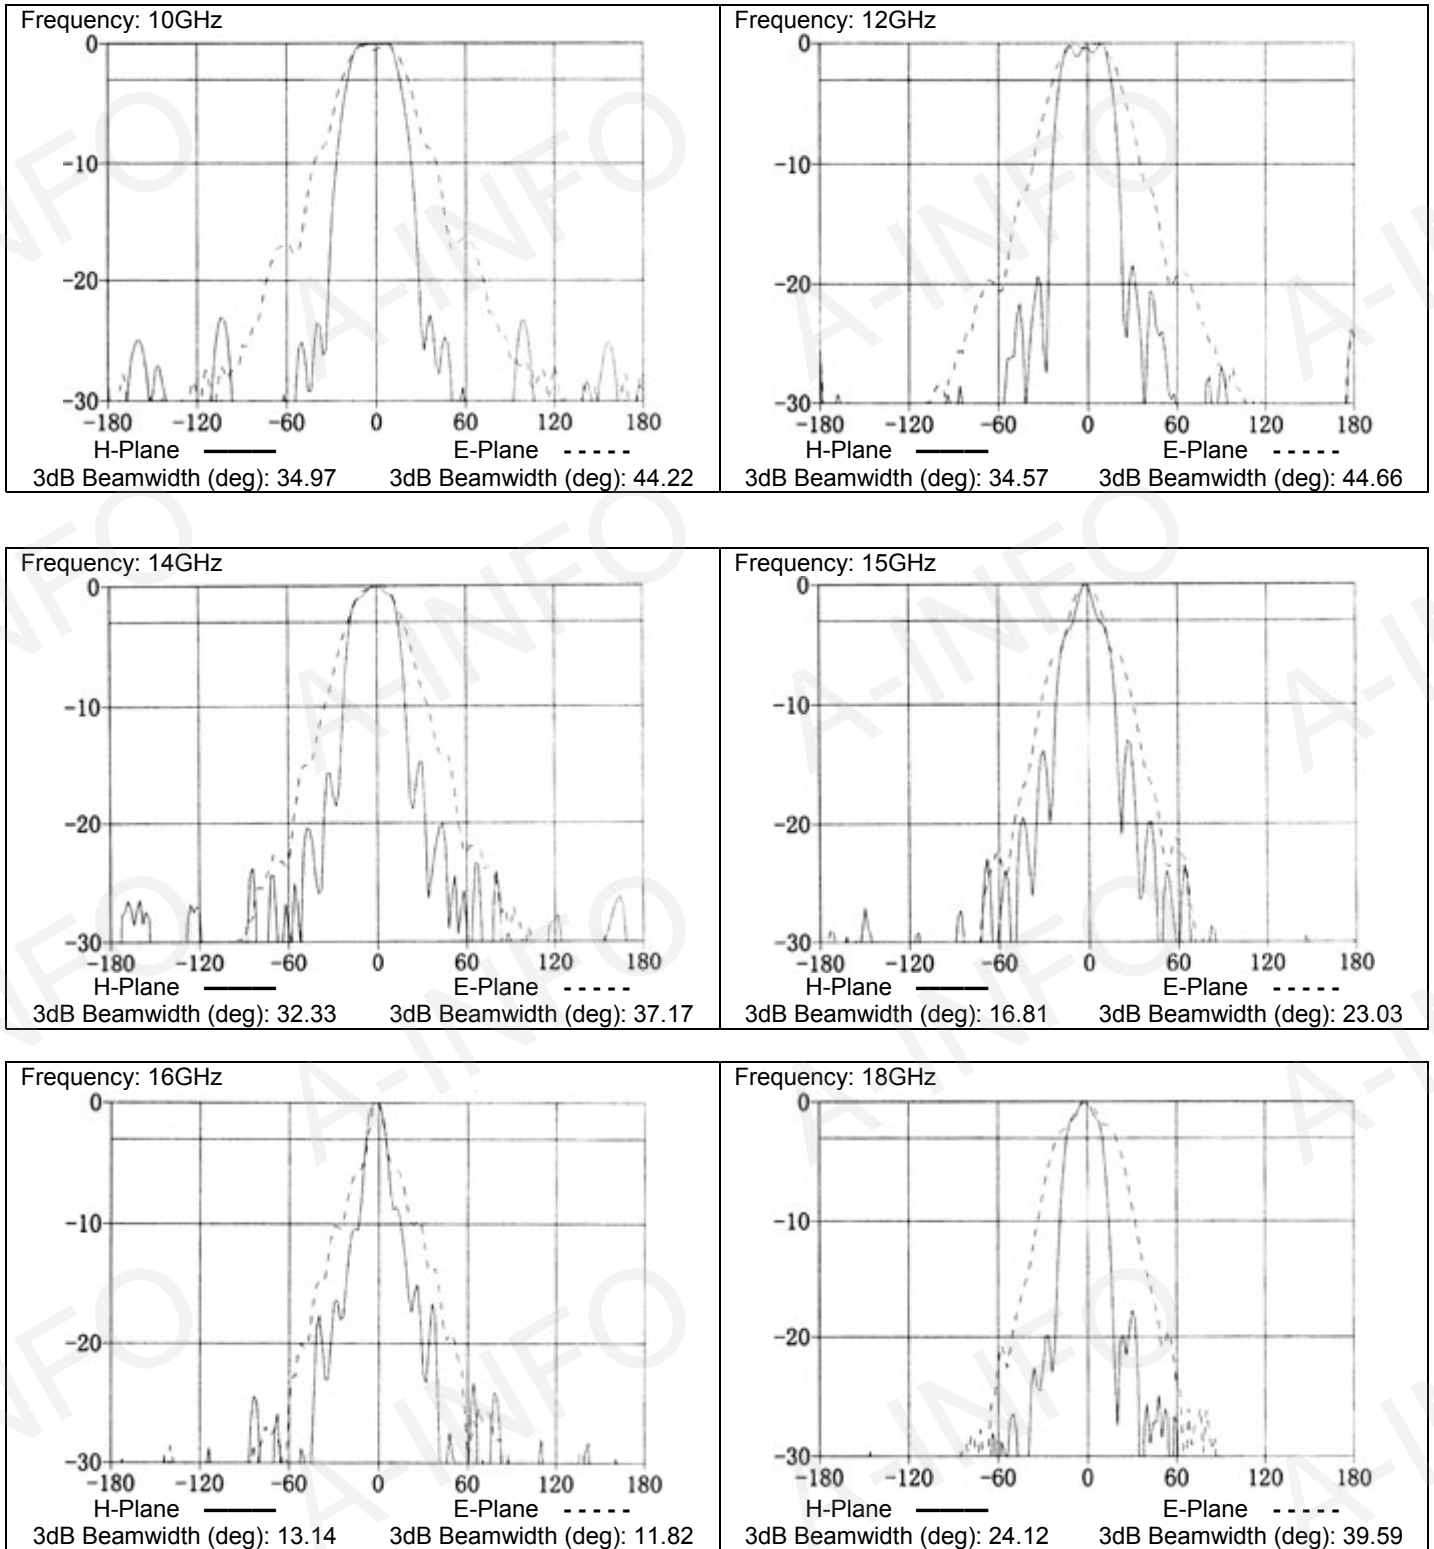 Frequency: 10GHz
0
-10
-20
-30
-180 -120 -60 0 60 120 180
H-Plane E-Plane
3dB Beamwidth (deg): 34.97 3dB Beamwidth (deg): 44.22
Frequency: 12GHz
0
-10
-20
-30
-180 -120 -60 0 60 120 180
H-Plane E-Plane
3dB Beamwidth (deg): 34.57 3dB Beamwidth (deg): 44.66
Frequency: 14GHz
0
-10
-20
-30
-180 -120 -60 0 60 120 180
H-Plane E-Plane
3dB Beamwidth (deg): 32.33 3dB Beamwidth (deg): 37.17
Frequency: 15GHz
0
-10
-20
-30
-180 -120 -60 0 60 120 180
H-Plane E-Plane
3dB Beamwidth (deg): 16.81 3dB Beamwidth (deg): 23.03
Frequency: 16GHz
0
-10
-20
-30
-180 -120 -60 0 60 120 180
H-Plane E-Plane
3dB Beamwidth (deg): 13.14 3dB Beamwidth (deg): 11.82
Frequency: 18GHz
0
-10
-20
-30
-180 -120 -60 0 60 120 180
H-Plane E-Plane
3dB Beamwidth (deg): 24.12 3dB Beamwidth (deg): 39.59
A-INFO
A-INFO
A-INFO
A-INFO
A-INFO
A-INFO